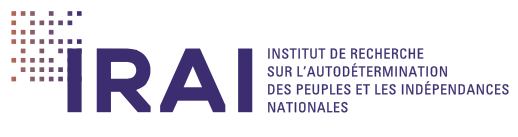 IRAI
INSTITUT DE RECHERCHE
SUR L'AUTODÉTERMINATION
DES PEUPLES ET LES INDÉPENDANCES
NATIONALES